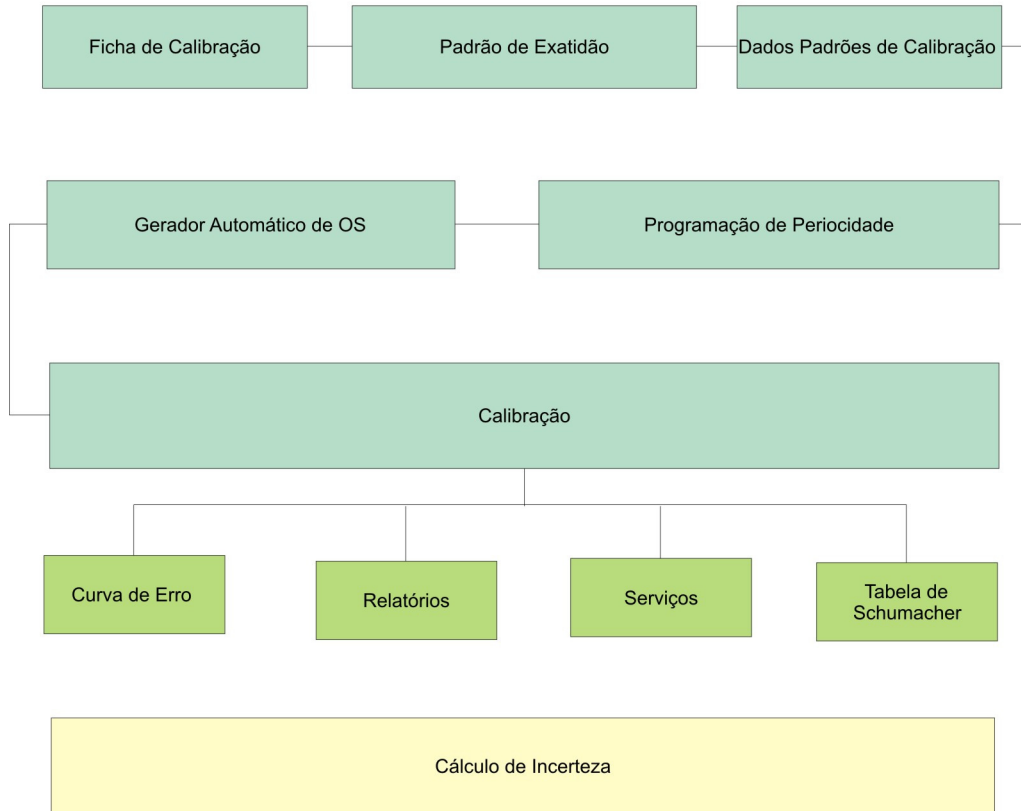 Ficha de Calibração
Padrão de Exatidão
Dados Padrões de Calibração
Gerador Automático de OS
Programação de Periocidade
Calibração
Curva de Erro
Relatórios
Serviços
Tabela de
Schumacher
Cálculo de Incerteza